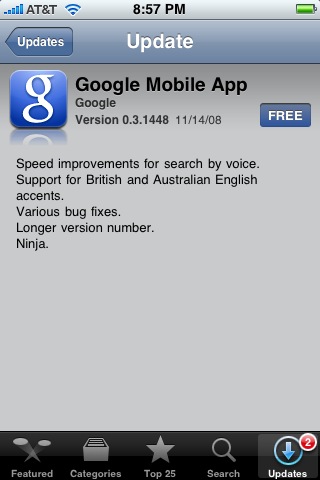 AT&T 8:57 PM
Updates Update
g
Google Mobile App
Google
Version 0.3.1448 11/14/08
FREE
Speed improvements for search by voice.
Support for British and Australian English
accents.
Various bug fixes.
Longer version number.
Ninja.
2
Featured Categories Top 25 Search Updates